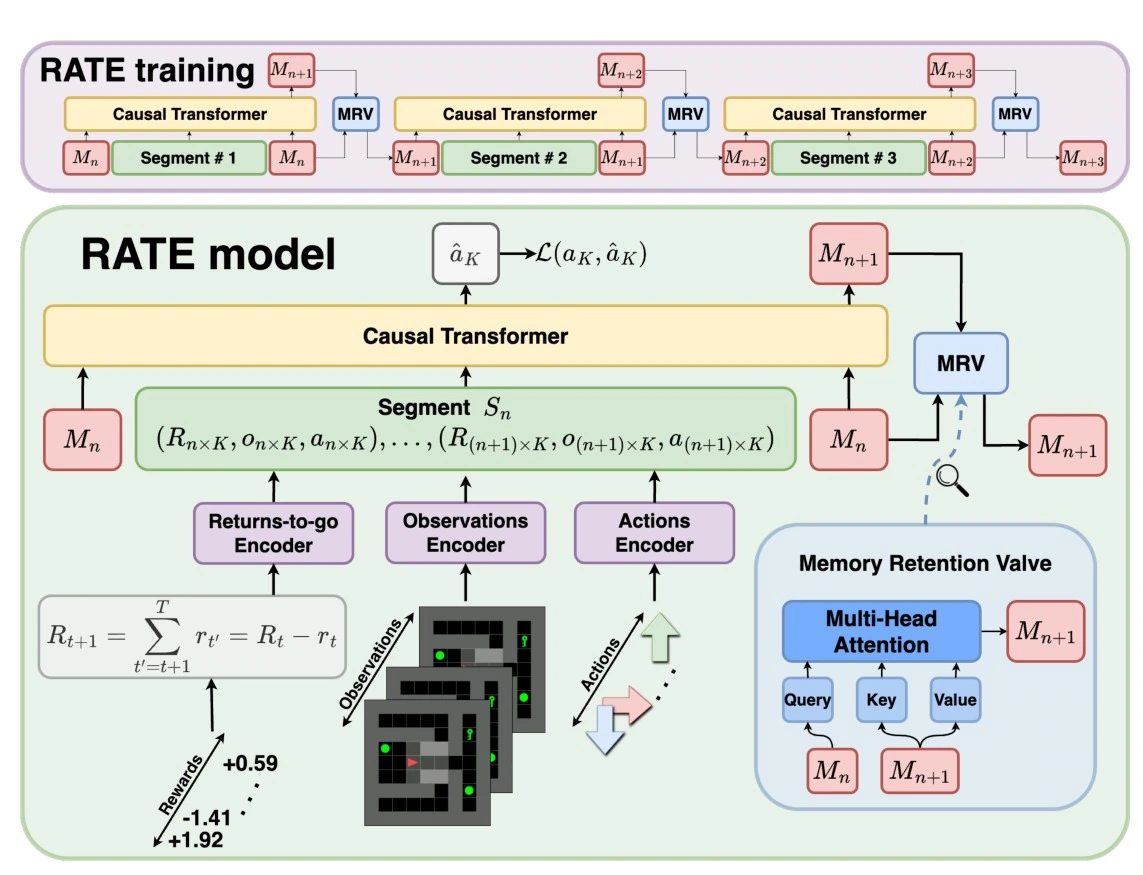 RATE training
M_{n+1}
M_{n+2}
M_{n+3}
Causal Transformer
MRV
Causal Transformer
MRV
Causal Transformer
MRV
M_n
Segment # 1
M_n
M_{n+1}
Segment # 2
M_{n+1}
M_{n+2}
Segment # 3
M_{n+2}
M_{n+3}
RATE model
â_K
ℒ(a_K, â_K)
M_{n+1}
Causal Transformer
MRV
M_n
Segment S_n
(R_{n×K}, o_{n×K}, a_{n×K}), . . . , (R_{(n+1)×K}, o_{(n+1)×K}, a_{(n+1)×K})
M_n
M_{n+1}
Returns-to-go
Encoder
Observations
Encoder
Actions
Encoder
R_{t+1} = \sum_{t'=t+1}^{T} r_{t'} = R_t − r_t
Observations
Actions
Rewards
+0.59
-1.41
+1.92
Memory Retention Valve
Multi-Head
Attention
M_{n+1}
Query
Key
Value
M_n
M_{n+1}